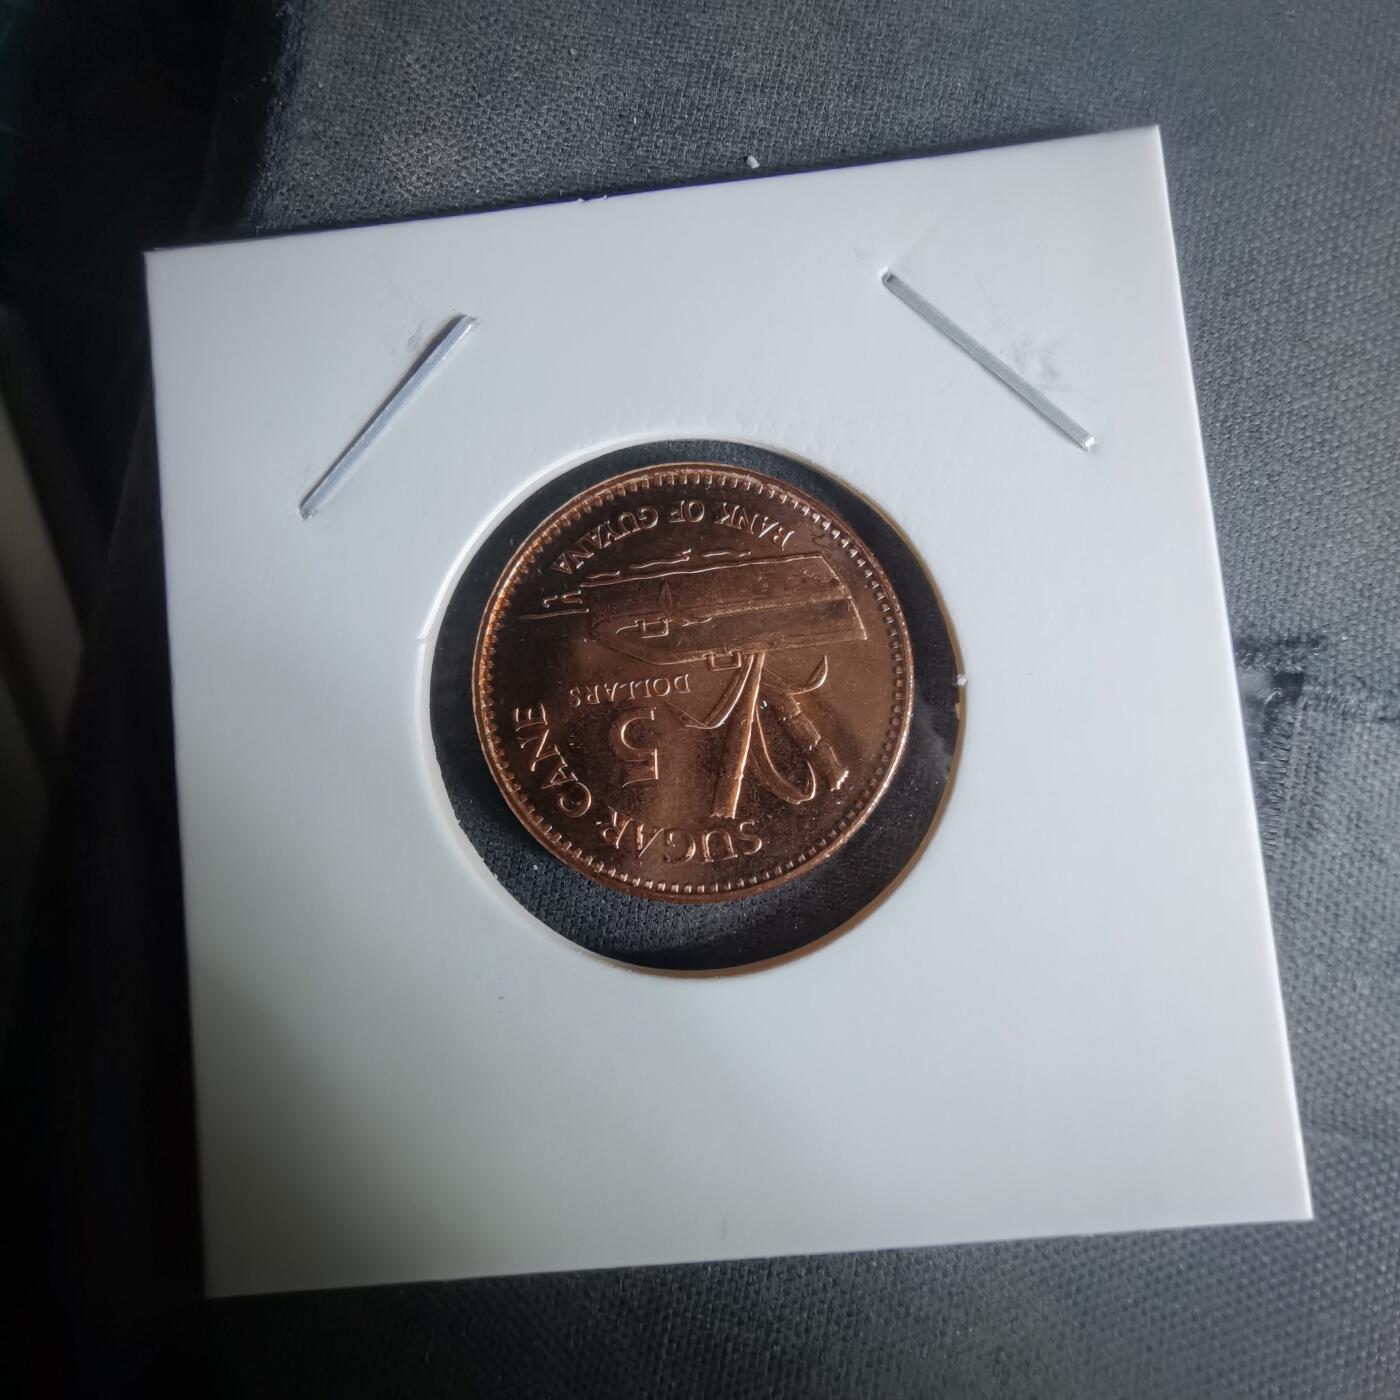 SUGAR CANE
5
DOLLARS
BANK OF GUYANA